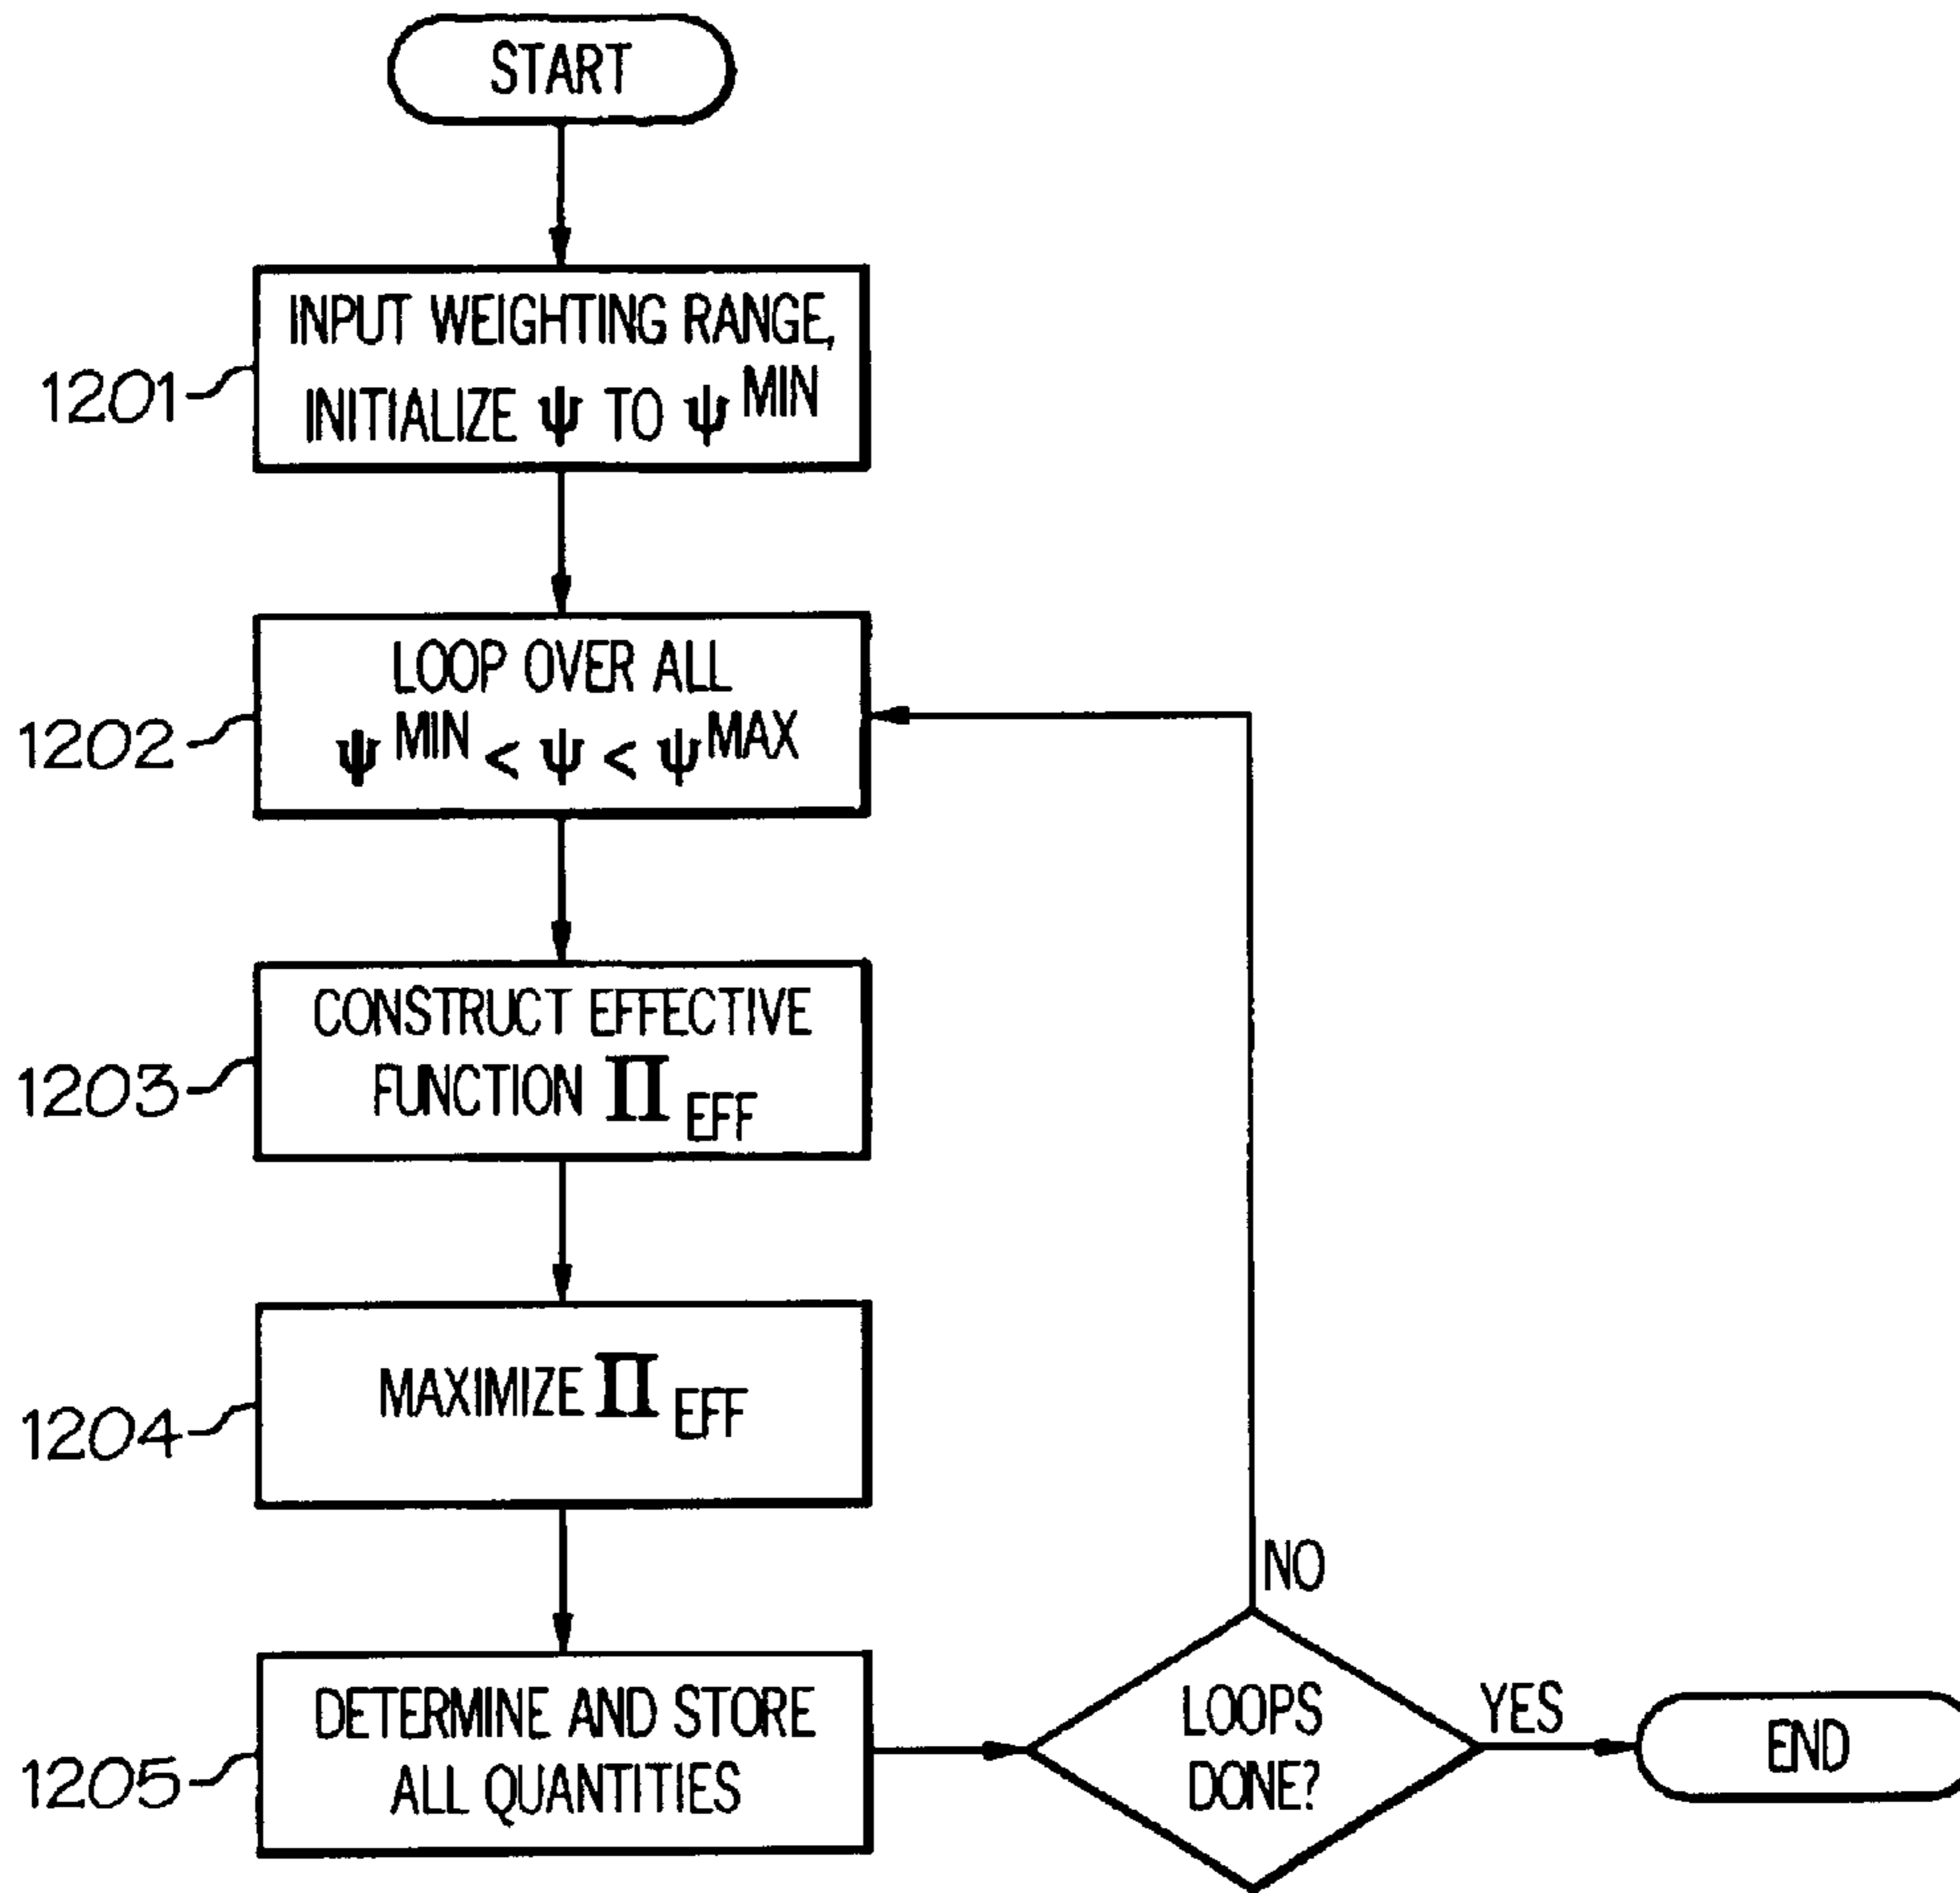 START
INPUT WEIGHTING RANGE,
INITIALIZE ψ TO ψ MIN
1201
LOOP OVER ALL
ψ MIN < ψ < ψ MAX
1202
CONSTRUCT EFFECTIVE
FUNCTION Π EFF
1203
MAXIMIZE Π EFF
1204
DETERMINE AND STORE
ALL QUANTITIES
1205
NO
LOOPS
DONE?
YES
END